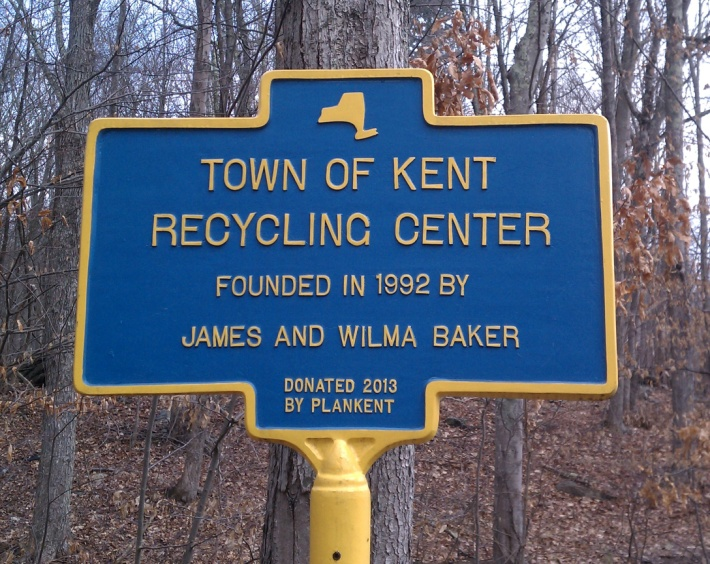 TOWN OF KENT
RECYCLING CENTER
FOUNDED IN 1992 BY
JAMES AND WILMA BAKER
DONATED 2013
BY PLANKENT